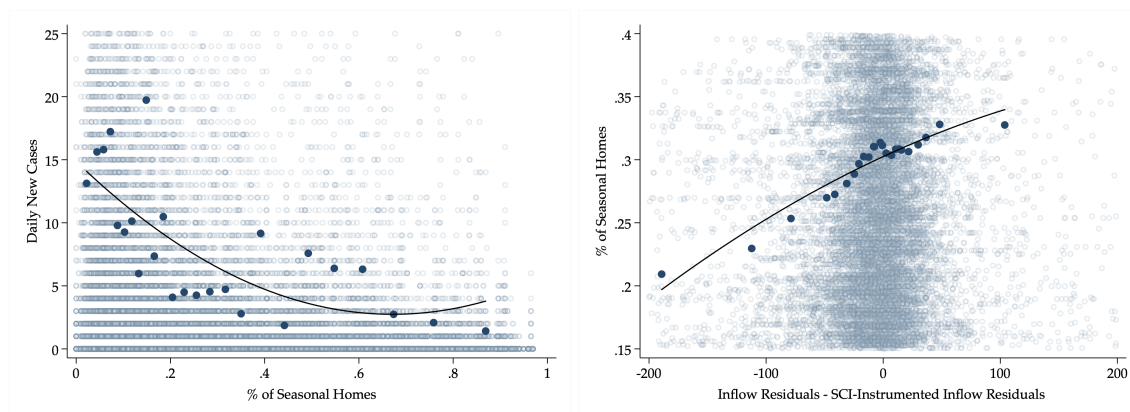 Daily New Cases
25
20
15
10
5
0
0 .2 .4 .6 .8 1
% of Seasonal Homes
% of Seasonal Homes
.4
.35
.3
.25
.2
.15
-200 -100 0 100 200
Inflow Residuals - SCI-Instrumented Inflow Residuals